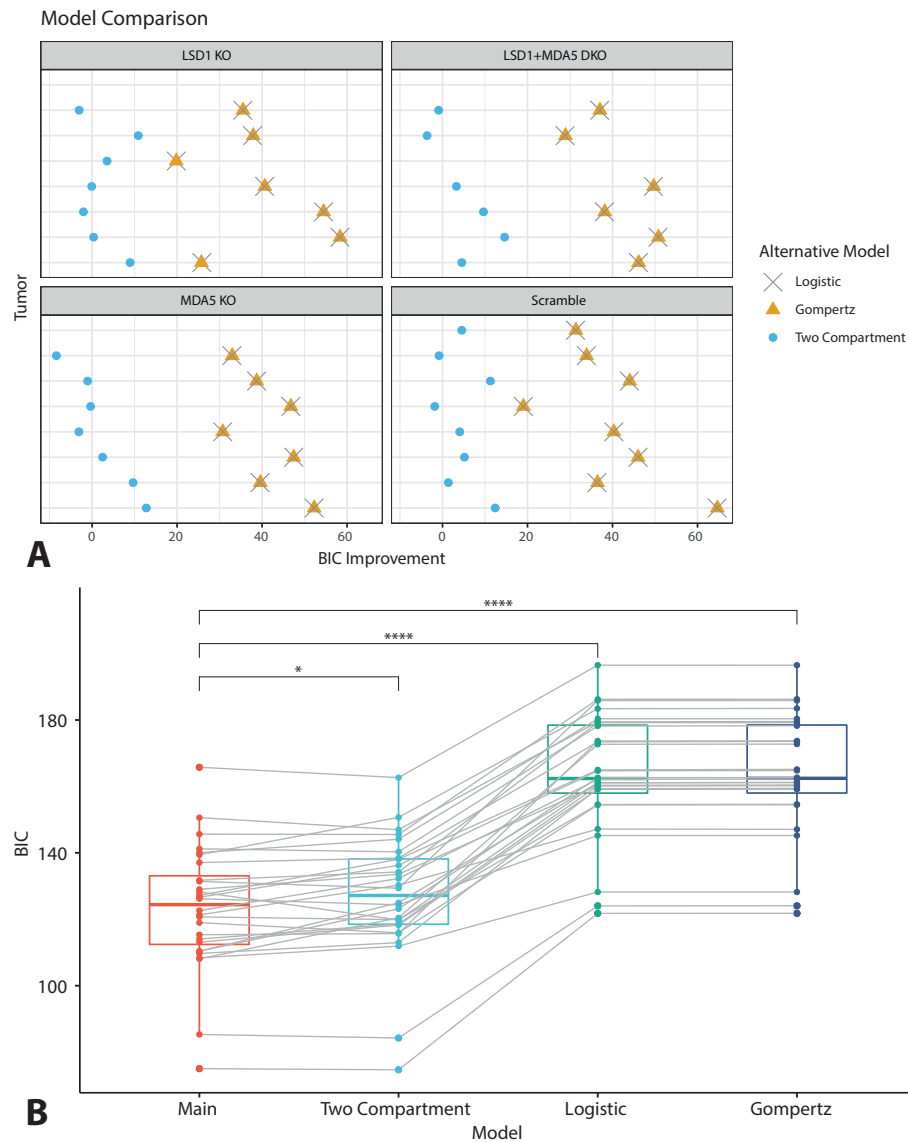 Model Comparison
LSD1 KO
LSD1+MDA5 DKO
MDA5 KO
Scramble
Tumor
0 20 40 60 0 20 40 60
BIC Improvement
Alternative Model
Logistic
Gompertz
Two Compartment
A
****
****
*
180
140
100
BIC
Main Two Compartment Logistic Gompertz
Model
B